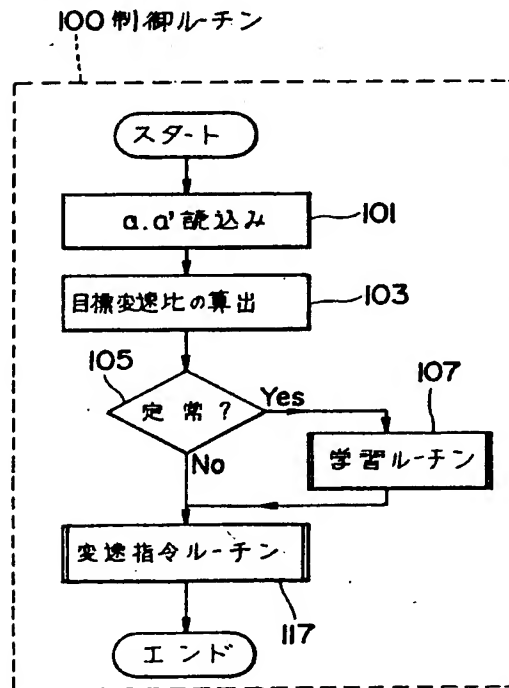 100 制御ルーチン
スタート
a.a'読込み
101
目標変速比の算出
103
105
定常?
Yes
107
学習ルーチン
No
変速指令ルーチン
117
エンド